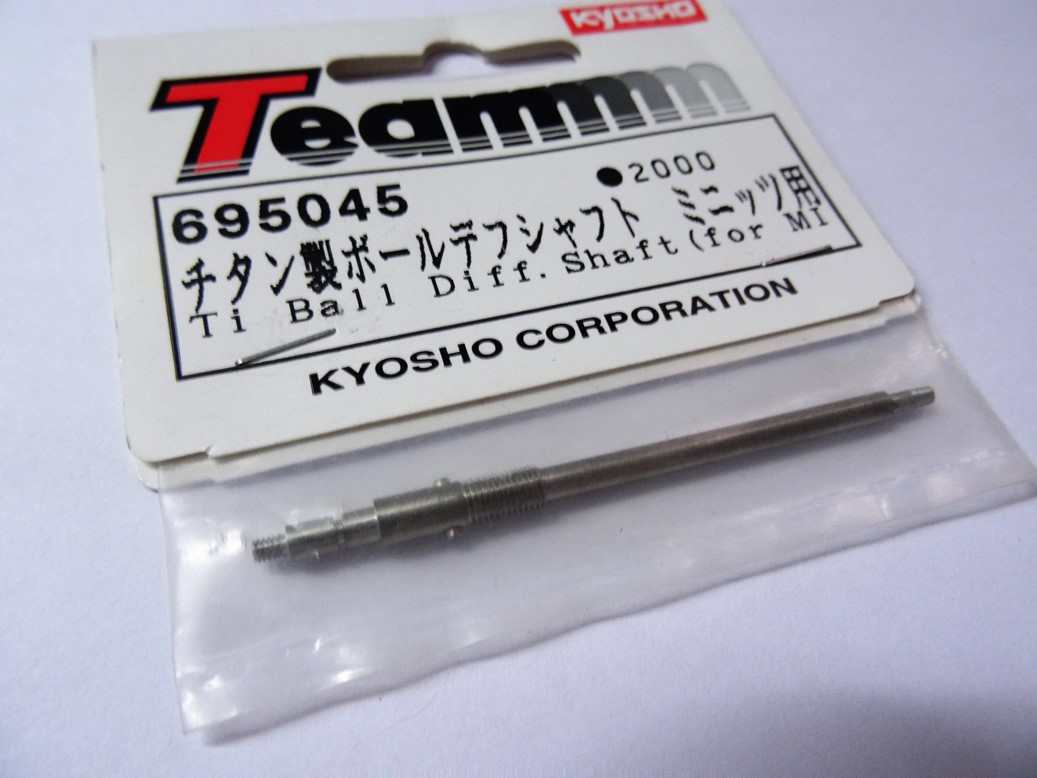 KYOSHO
Teammmm
695045 ●2000
チタン製ボールデフシャフト ミニッツ用
Ti Ball Diff.Shaft(for MI
KYOSHO CORPORATION